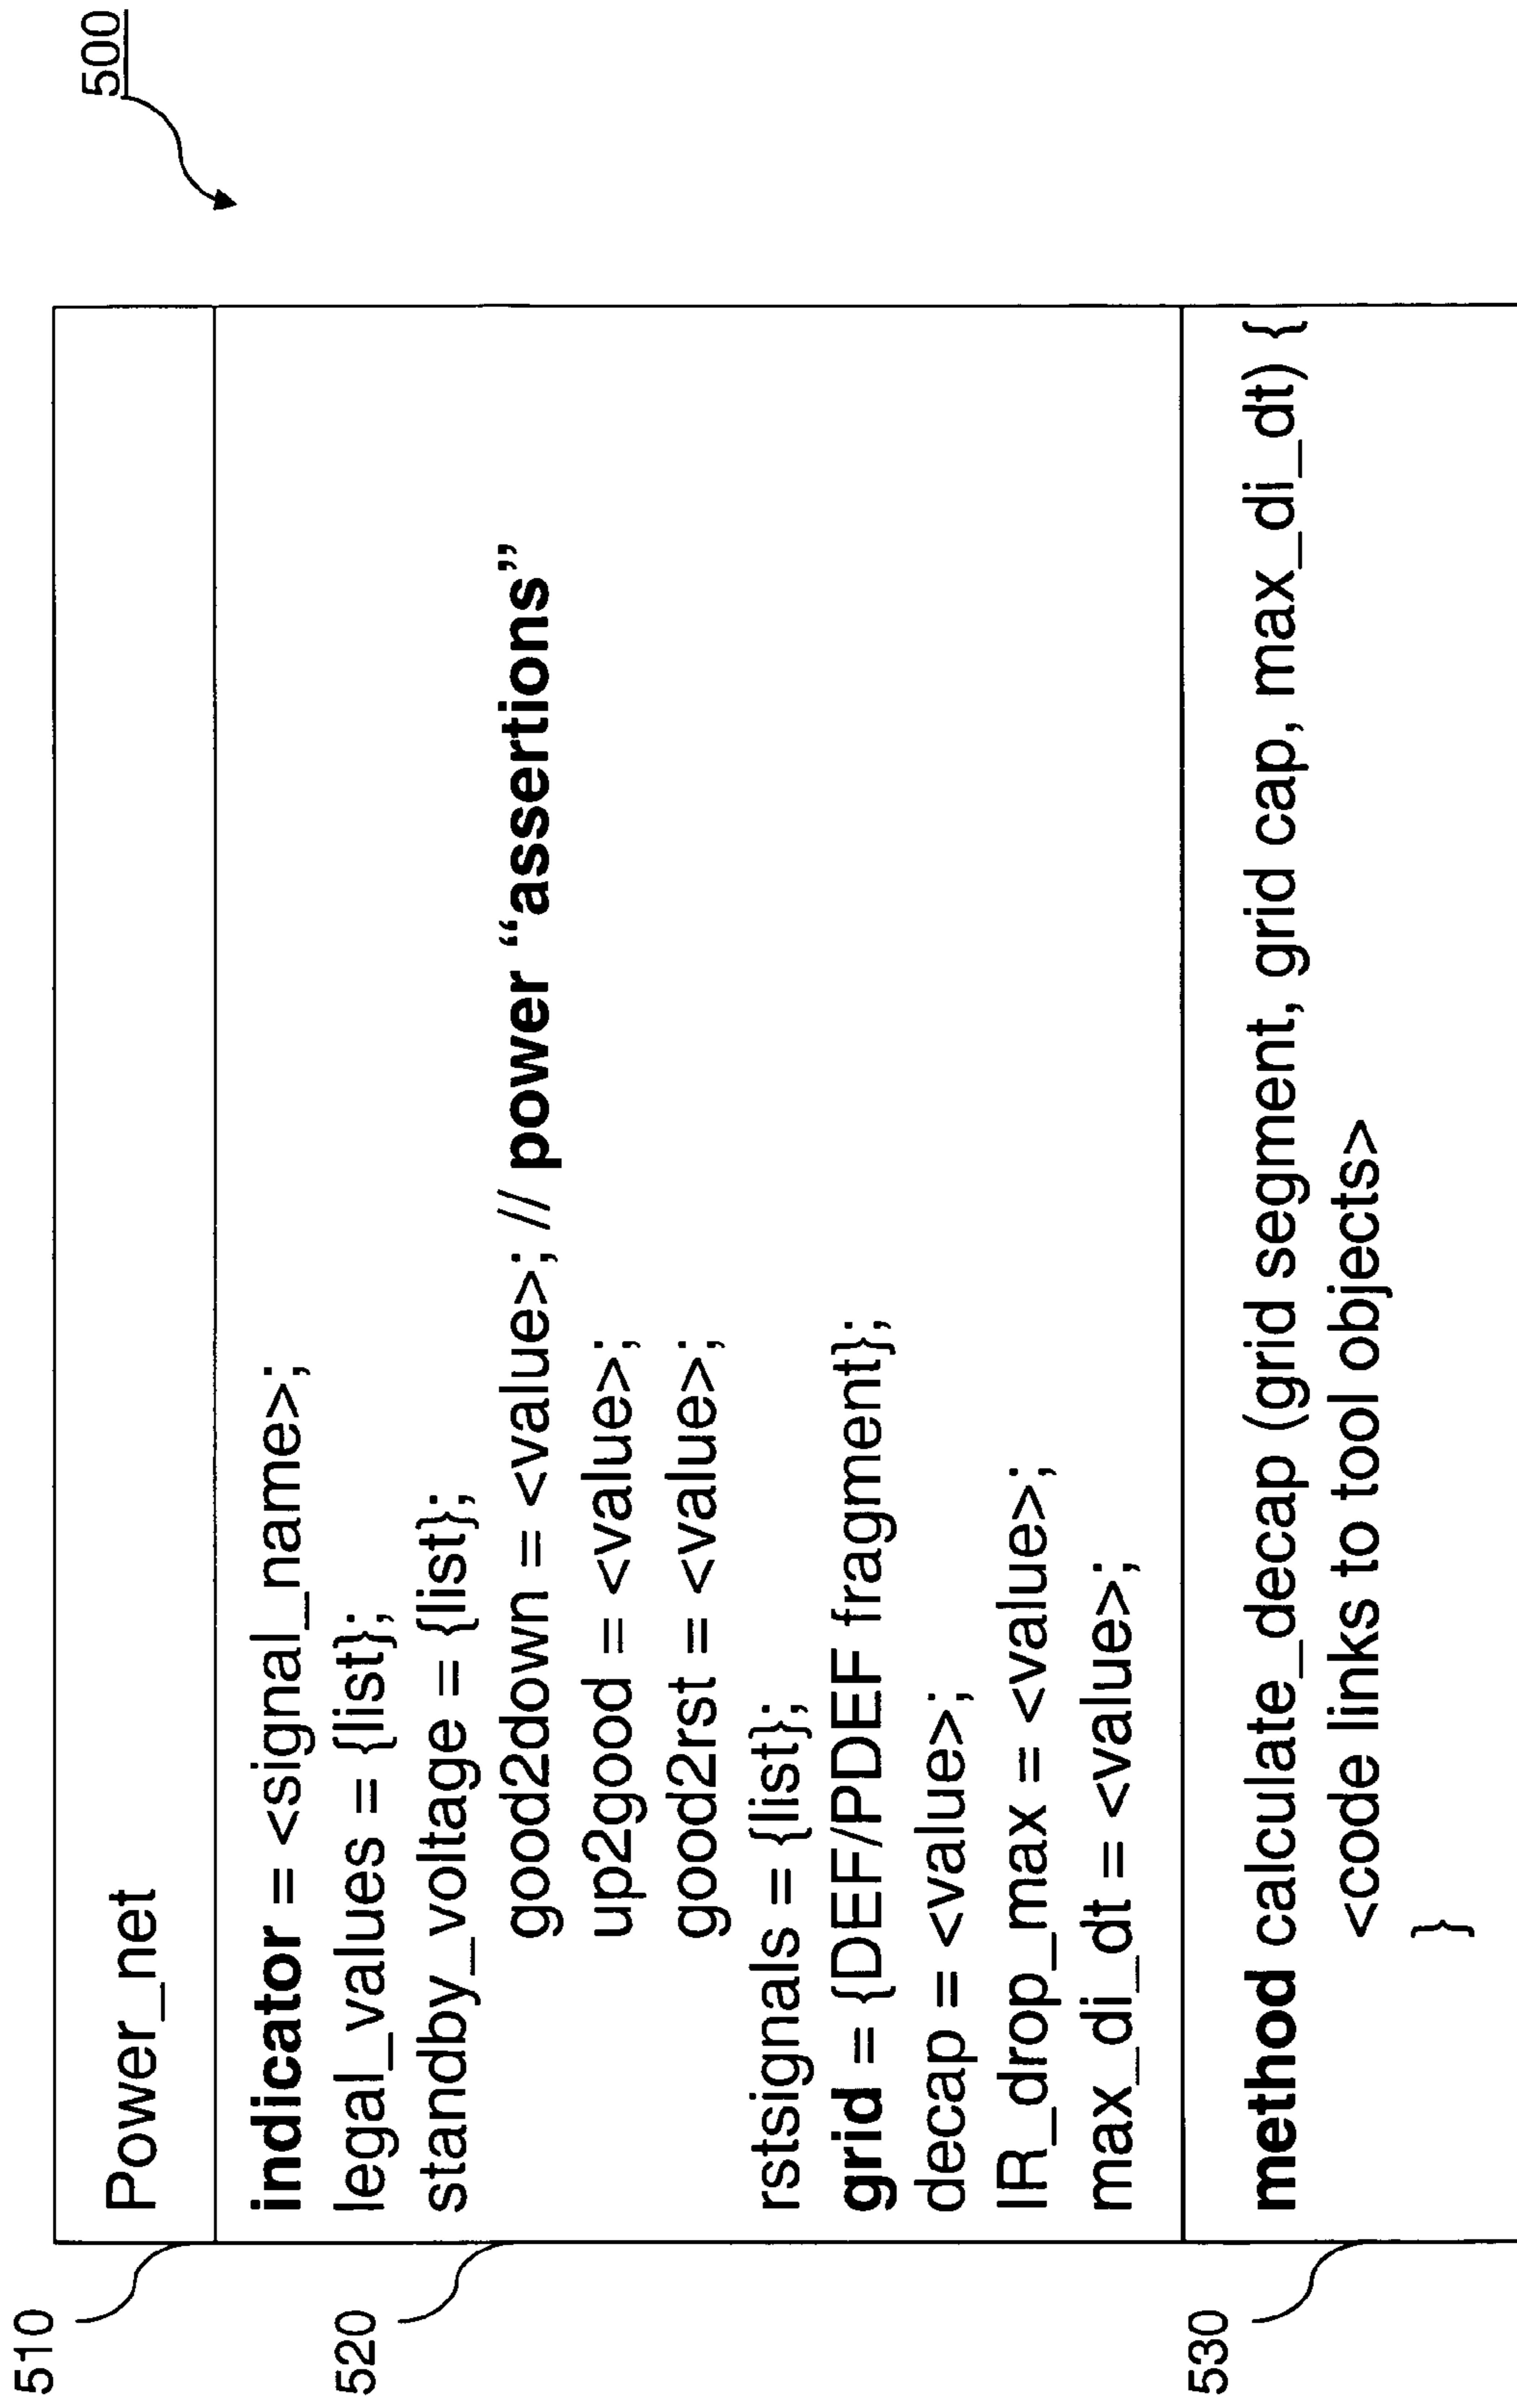 500
510
Power_net
520
indicator = <signal_name>;
legal_values = {list};
standby_voltage = {list};
good2down = <value>; // power “assertions”
up2good = <value>;
good2rst = <value>;
rstsignals = {list};
grid = {DEF/PDEF fragment};
decap = <value>;
IR_drop_max = <value>;
max_di_dt = <value>;
530
method calculate_decap (grid segment, grid cap, max_di_dt) {
<code links to tool objects>
}